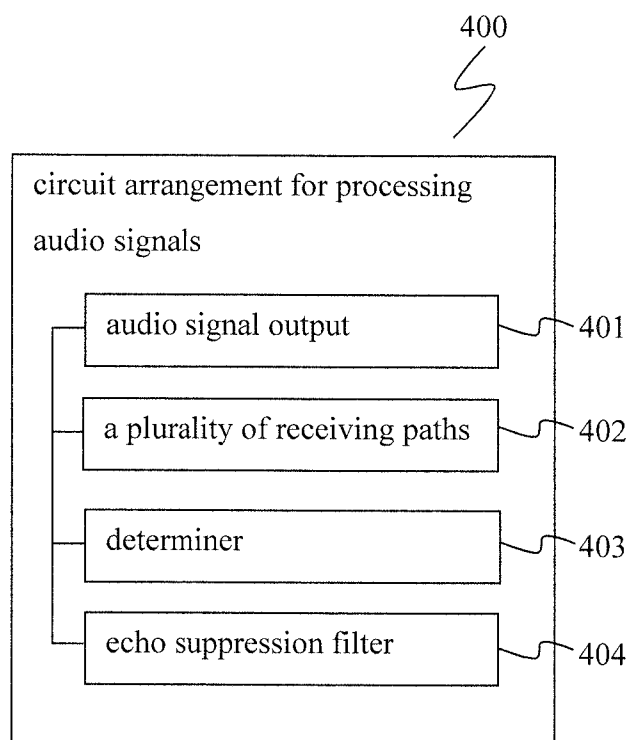 400
circuit arrangement for processing
audio signals
audio signal output
401
a plurality of receiving paths
402
determiner
403
echo suppression filter
404